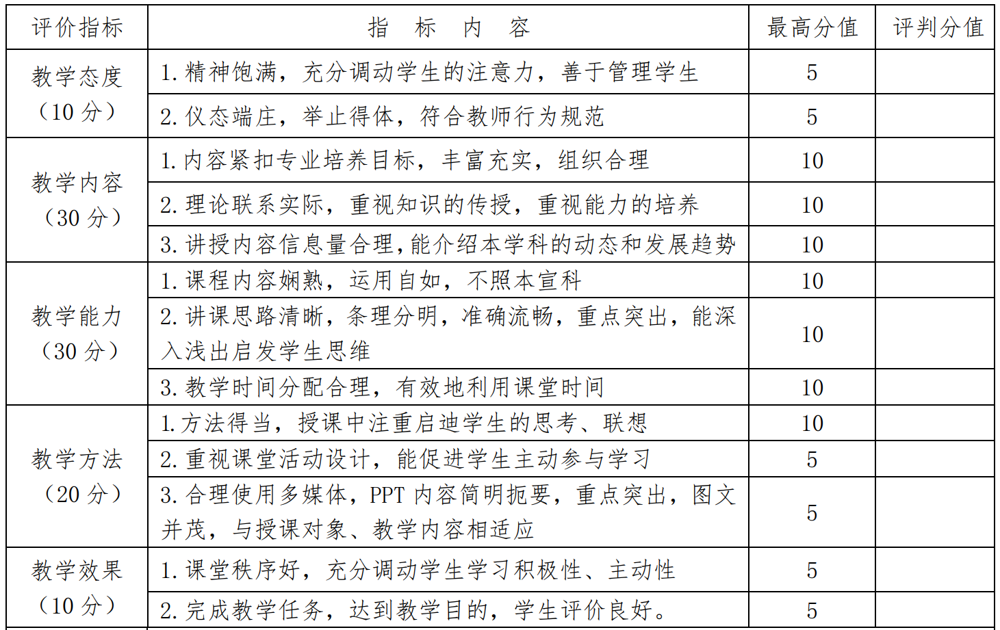 评价指标 指 标 内 容 最高分值 评判分值
教学态度
（10 分）
1.精神饱满，充分调动学生的注意力，善于管理学生 5
2.仪态端庄，举止得体，符合教师行为规范 5
教学内容
（30 分）
1.内容紧扣专业培养目标，丰富充实，组织合理 10
2.理论联系实际，重视知识的传授，重视能力的培养 10
3.讲授内容信息量合理,能介绍本学科的动态和发展趋势 10
教学能力
（30 分）
1.课程内容娴熟，运用自如，不照本宣科 10
2.讲课思路清晰，条理分明，准确流畅，重点突出，能深
入浅出启发学生思维 10
3.教学时间分配合理，有效地利用课堂时间 10
教学方法
（20 分）
1.方法得当，授课中注重启迪学生的思考、联想 10
2.重视课堂活动设计，能促进学生主动参与学习 5
3.合理使用多媒体，PPT 内容简明扼要，重点突出，图文
并茂，与授课对象、教学内容相适应 5
教学效果
（10 分）
1.课堂秩序好，充分调动学生学习积极性、主动性 5
2.完成教学任务，达到教学目的，学生评价良好。 5